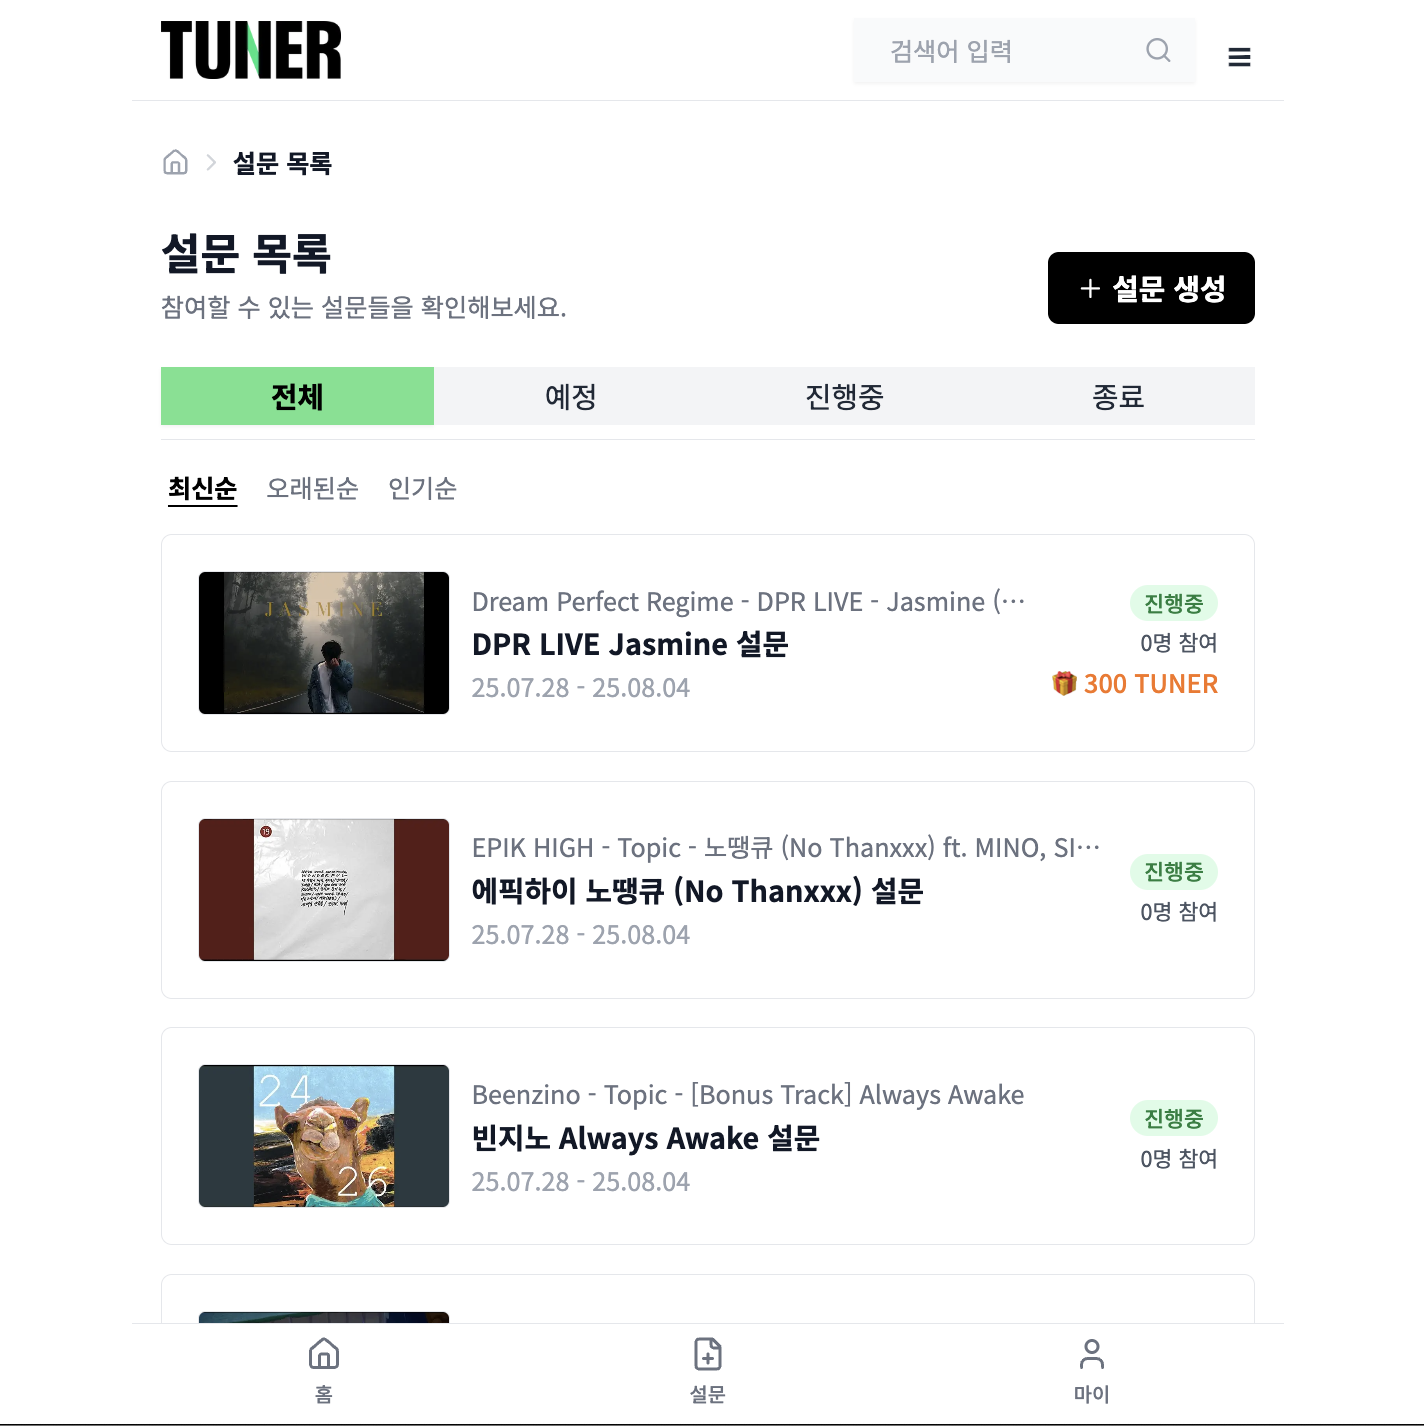 TUNER
검색어 입력
설문 목록
설문 목록
참여할 수 있는 설문들을 확인해보세요.
+ 설문 생성
전체
예정
진행중
종료
최신순
오래된순
인기순
JASMINE
Dream Perfect Regime - DPR LIVE - Jasmine (…
DPR LIVE Jasmine 설문
25.07.28 - 25.08.04
진행중
0명 참여
300 TUNER
19
EPIK HIGH - Topic - 노땡큐 (No Thanxxx) ft. MINO, SI…
에픽하이 노땡큐 (No Thanxxx) 설문
25.07.28 - 25.08.04
진행중
0명 참여
24
26
Beenzino - Topic - [Bonus Track] Always Awake
빈지노 Always Awake 설문
25.07.28 - 25.08.04
진행중
0명 참여
홈
설문
마이